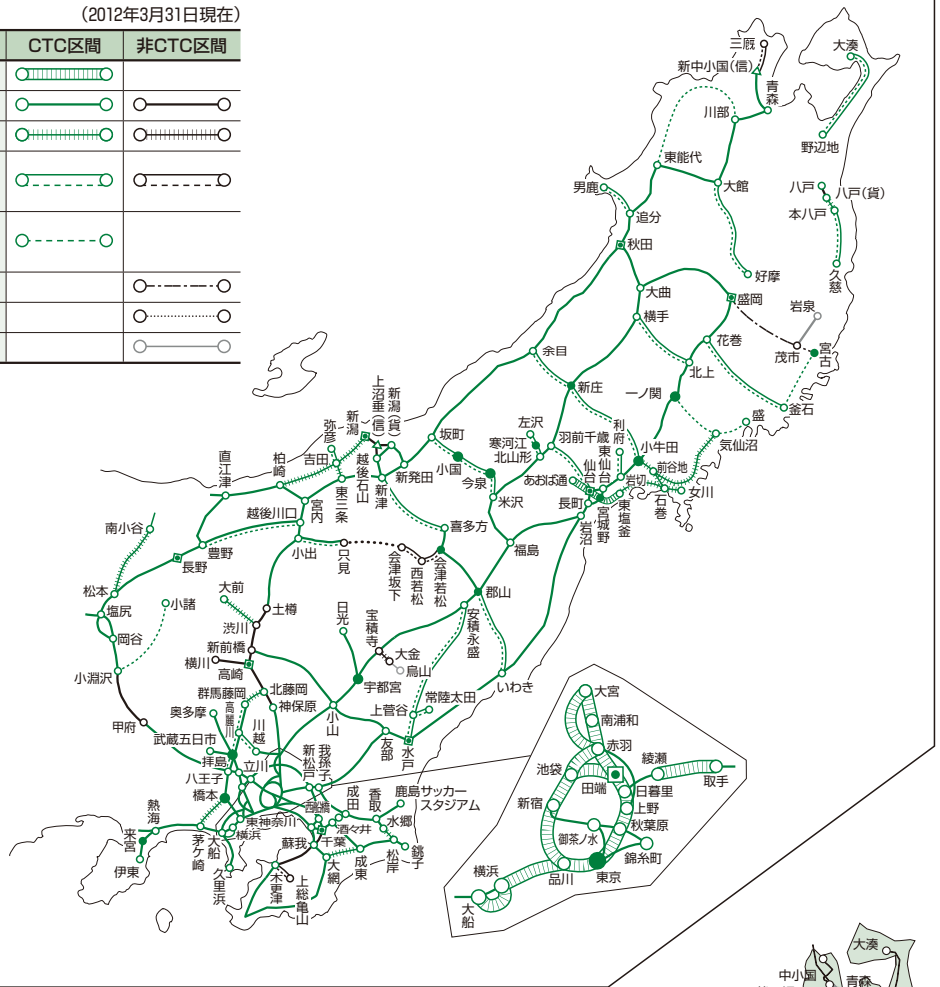 (2012年3月31日現在)
CTC区間
非CTC区間
三厩
大湊
新中小国(信)
青森
川部
野辺地
東能代
大館
男鹿
八戸
八戸(貨)
本八戸
追分
秋田
久慈
好摩
大曲
盛岡
岩泉
横手
花巻
茂市
宮古
余目
北上
新庄
一ノ関
釜石
盛
気仙沼
上沼垂(信)
新潟(貨)
新潟
弥彦
坂町
左沢
寒河江
北山形
羽前千歳
利府
東仙台
仙台
小牛田
前谷地
岩切
石巻
女川
あおば通
長町
宮城野
東塩釜
岩沼
直江津
柏崎
吉田
越後石山
新発田
小国
今泉
米沢
東三条
新津
宮内
越後川口
南小谷
豊野
長野
小出
只見
喜多方
会津坂下
西若松
会津若松
福島
郡山
松本
塩尻
小諸
大前
土樽
岡谷
渋川
新前橋
日光
宝積寺
大金
烏山
安積永盛
小淵沢
横川
高崎
宇都宮
いわき
群馬藤岡
北藤岡
神保原
常陸太田
上菅谷
甲府
奥多摩
高麗川
川越
小山
友部
水戸
武蔵五日市
拝島
立川
新松戸
我孫子
八王子
橋本
西船橋
成田
香取
鹿島サッカー
スタジアム
熱海
来宮
伊東
茅ケ崎
大船
横浜
東神奈川
久里浜
蘇我
千葉
酒々井
水郷
松岸
銚子
木更津
上総亀山
大網
成東
大宮
南浦和
赤羽
池袋
田端
綾瀬
取手
日暮里
新宿
上野
秋葉原
御茶ノ水
錦糸町
横浜
品川
東京
大船
大湊
中小国
青森